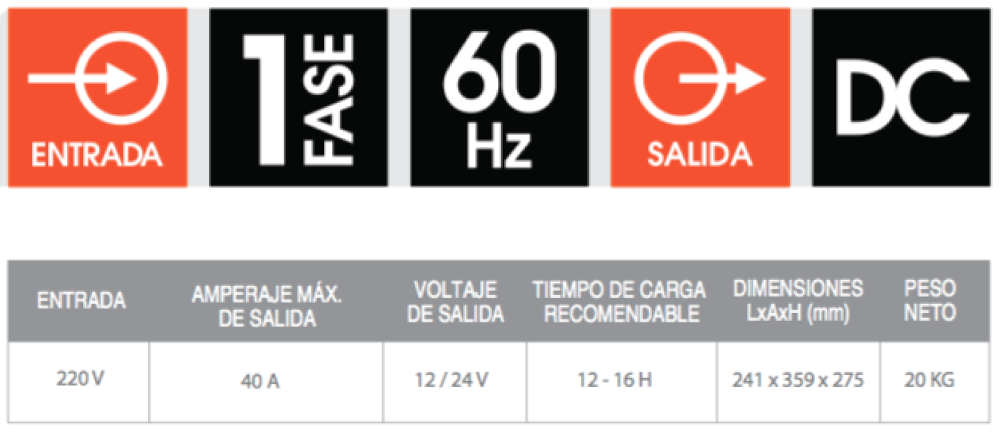 ENTRADA
1 FASE
60
Hz
SALIDA
DC
ENTRADA
AMPERAJE MÁX.
DE SALIDA
VOLTAJE
DE SALIDA
TIEMPO DE CARGA
RECOMENDABLE
DIMENSIONES
LxAxH (mm)
PESO
NETO
220 V
40 A
12 / 24 V
12 - 16 H
241 x 359 x 275
20 KG